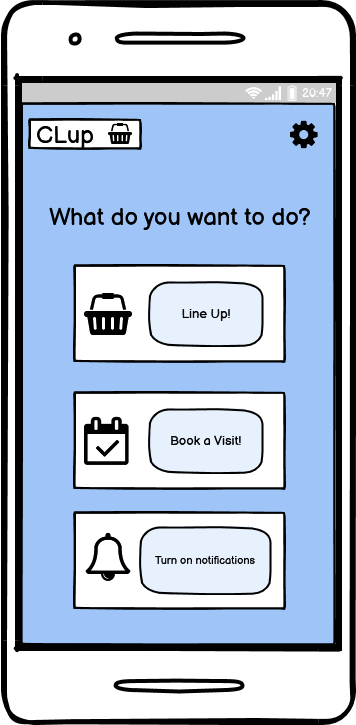 20:47
CLup
What do you want to do?
Line Up!
Book a Visit!
Turn on notifications